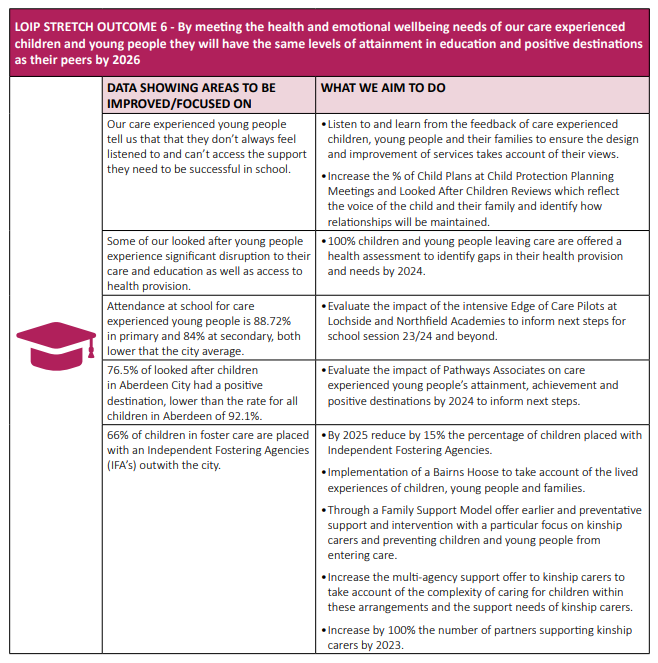 LOIP STRETCH OUTCOME 6 - By meeting the health and emotional wellbeing needs of our care experienced
children and young people they will have the same levels of attainment in education and positive destinations
as their peers by 2026
DATA SHOWING AREAS TO BE
IMPROVED/FOCUSED ON
WHAT WE AIM TO DO
Our care experienced young people
tell us that that they don't always feel
listened to and can't access the support
they need to be successful in school.
•Listen to and learn from the feedback of care experienced
children, young people and their families to ensure the design
and improvement of services takes account of their views.
•Increase the % of Child Plans at Child Protection Planning
Meetings and Looked After Children Reviews which reflect
the voice of the child and their family and identify how
relationships will be maintained.
Some of our looked after young people
experience significant disruption to their
care and education as well as access to
health provision.
•100% children and young people leaving care are offered a
health assessment to identify gaps in their health provision
and needs by 2024.
Attendance at school for care
experienced young people is 88.72%
in primary and 84% at secondary, both
lower that the city average.
•Evaluate the impact of the intensive Edge of Care Pilots at
Lochside and Northfield Academies to inform next steps for
school session 23/24 and beyond.
76.5% of looked after children
in Aberdeen City had a positive
destination, lower than the rate for all
children in Aberdeen of 92.1%.
•Evaluate the impact of Pathways Associates on care
experienced young people's attainment, achievement and
positive destinations by 2024 to inform next steps.
66% of children in foster care are placed
with an Independent Fostering Agencies
(IFA's) outwith the city.
•By 2025 reduce by 15% the percentage of children placed with
Independent Fostering Agencies.
•Implementation of a Bairns Hoose to take account of the lived
experiences of children, young people and families.
•Through a Family Support Model offer earlier and preventative
support and intervention with a particular focus on kinship
carers and preventing children and young people from
entering care.
•Increase the multi-agency support offer to kinship carers to
take account of the complexity of caring for children within
these arrangements and the support needs of kinship carers.
•Increase by 100% the number of partners supporting kinship
carers by 2023.